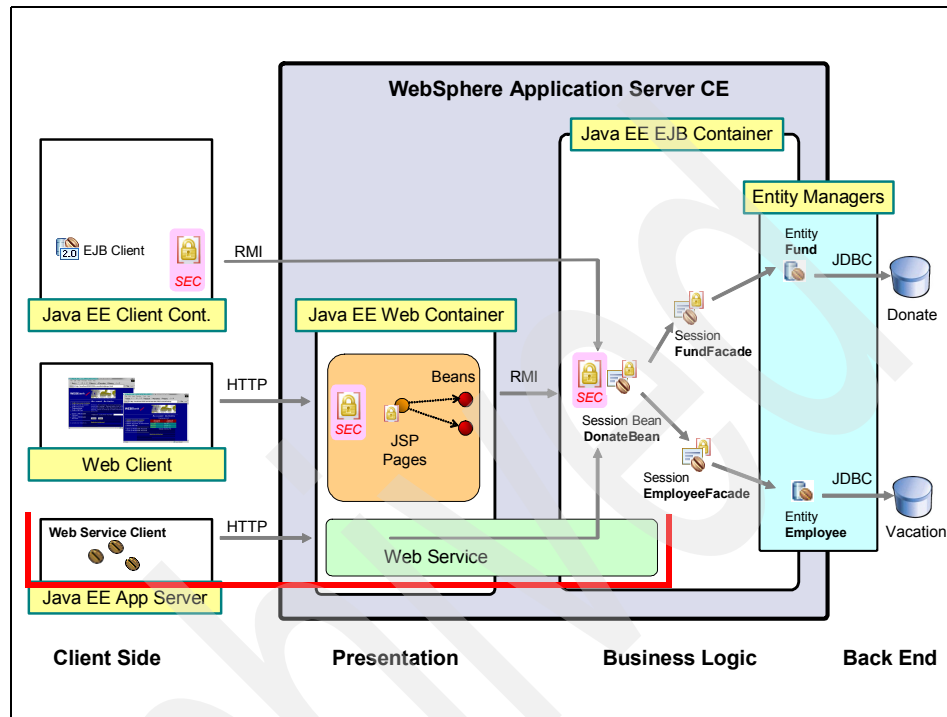 WebSphere Application Server CE
Java EE EJB Container
Entity Managers
2.0
EJB Client
SEC
Java EE Client Cont.
RMI
Entity
Fund
JDBC
Donate
Session
FundFacade
Java EE Web Container
HTTP
Web Client
SEC
Beans
JSP
Pages
RMI
SEC
Session Bean
DonateBean
Session
EmployeeFacade
Entity
Employee
JDBC
Vacation
Web Service Client
HTTP
Java EE App Server
Web Service
Client Side
Presentation
Business Logic
Back End